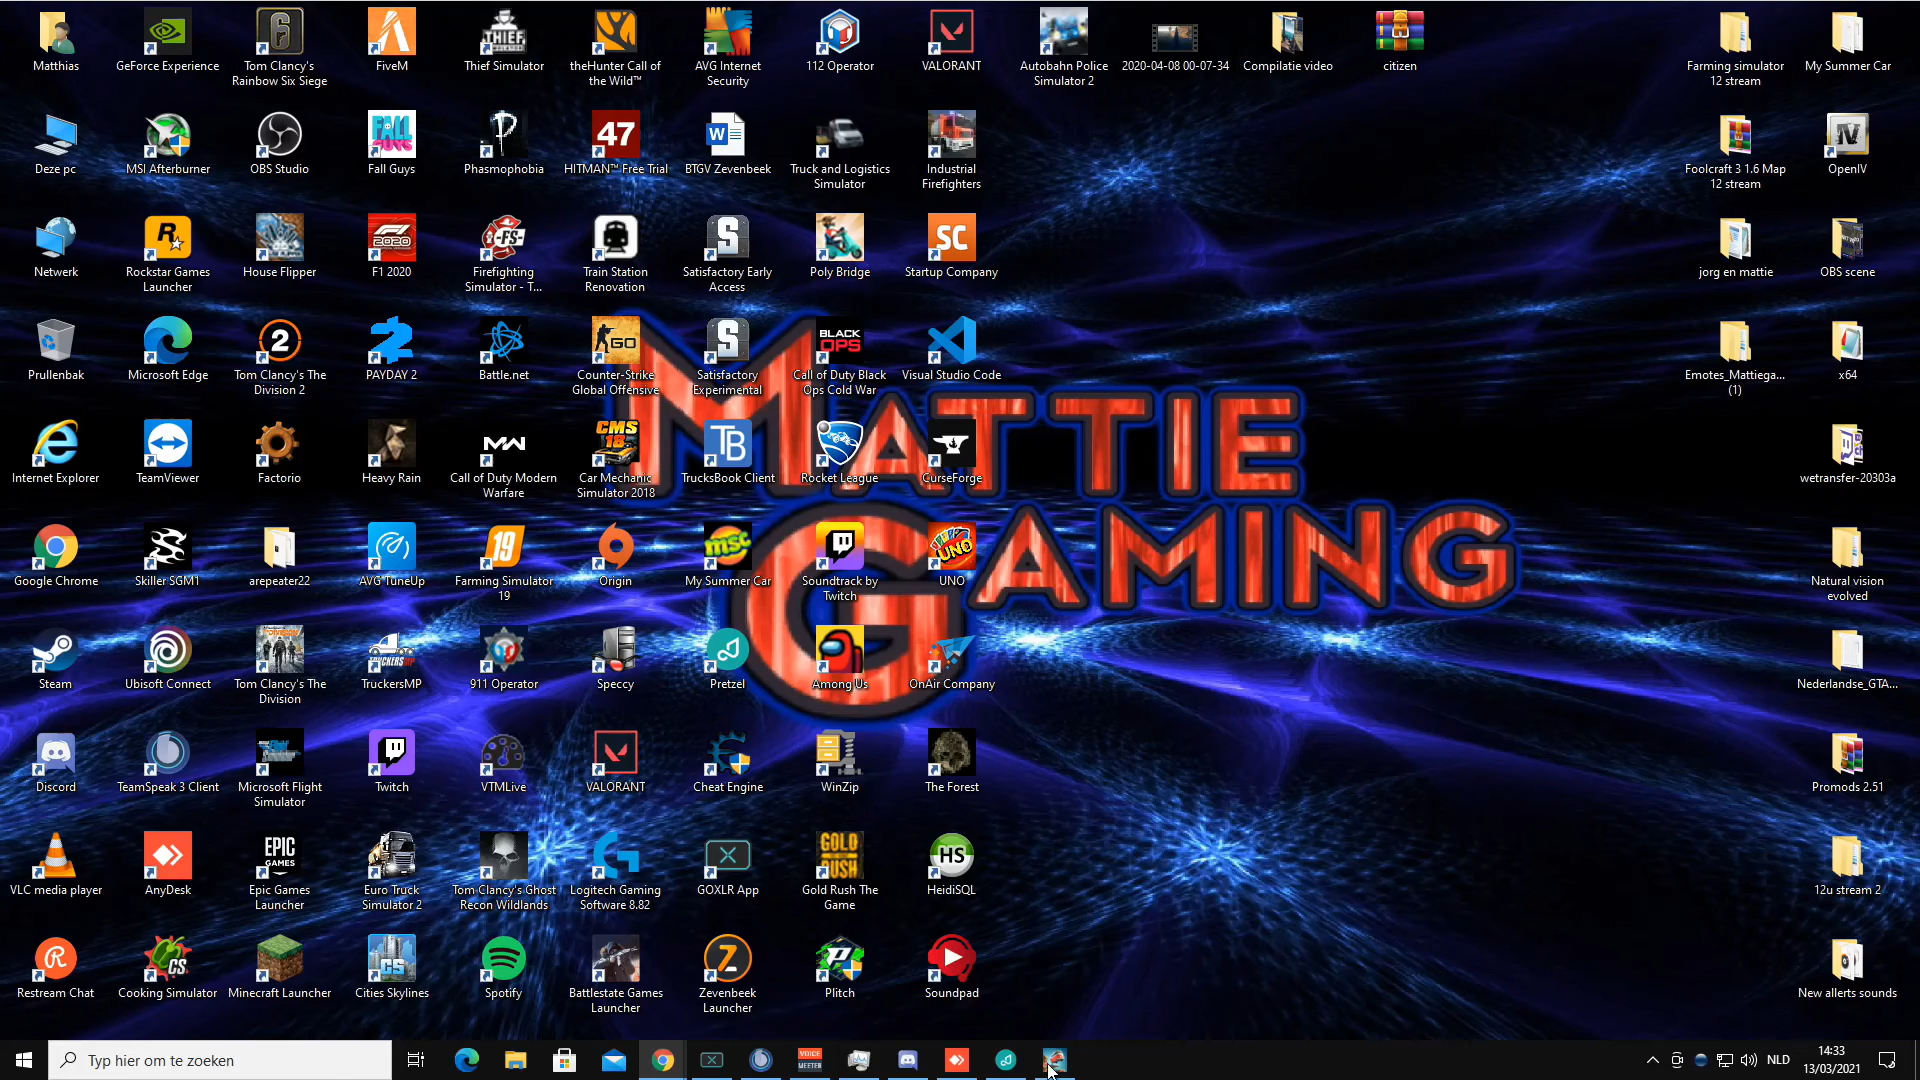 Matthias
GeForce Experience
Tom Clancy's
Rainbow Six Siege
FiveM
Thief Simulator
theHunter Call of
the Wild™
AVG Internet
Security
112 Operator
VALORANT
Autobahn Police
Simulator 2
2020-04-08 00-07-34
Compilatie video
citizen
Farming simulator
12 stream
My Summer Car
Deze pc
MSI Afterburner
OBS Studio
Fall Guys
Phasmophobia
HITMAN™ Free Trial
BTGV Zevenbeek
Truck and Logistics
Simulator
Industrial
Firefighters
Foolcraft 3 1.6 Map
12 stream
OpenIV
Netwerk
Rockstar Games
Launcher
House Flipper
F1 2020
Firefighting
Simulator - T...
Train Station
Renovation
Satisfactory Early
Access
Poly Bridge
Startup Company
jorg en mattie
OBS scene
Prullenbak
Microsoft Edge
Tom Clancy's The
Division 2
PAYDAY 2
Battle.net
Counter-Strike
Global Offensive
Satisfactory
Experimental
Call of Duty Black
Ops Cold War
Visual Studio Code
Emotes_Mattiega...
(1)
x64
MATTIE
GAMING
Internet Explorer
TeamViewer
Factorio
Heavy Rain
Call of Duty Modern
Warfare
Car Mechanic
Simulator 2018
TrucksBook Client
Rocket League
CurseForge
wetransfer-20303a
Google Chrome
Skiller SGM1
arepeater22
AVG TuneUp
Farming Simulator
19
Origin
My Summer Car
Soundtrack by
Twitch
UNO
Natural vision
evolved
Steam
Ubisoft Connect
Tom Clancy's The
Division
TruckersMP
911 Operator
Speccy
Pretzel
Among Us
OnAir Company
Nederlandse_GTA...
Discord
TeamSpeak 3 Client
Microsoft Flight
Simulator
Twitch
VTMLive
VALORANT
Cheat Engine
WinZip
The Forest
Promods 2.51
VLC media player
AnyDesk
Epic Games
Launcher
Euro Truck
Simulator 2
Tom Clancy's Ghost
Recon Wildlands
Logitech Gaming
Software 8.82
GOXLR App
Gold Rush The
Game
HeidiSQL
12u stream 2
Restream Chat
Cooking Simulator
Minecraft Launcher
Cities Skylines
Spotify
Battlestate Games
Launcher
Zevenbeek
Launcher
Plitch
Soundpad
New allerts sounds
Typ hier om te zoeken
NLD
14:33
13/03/2021